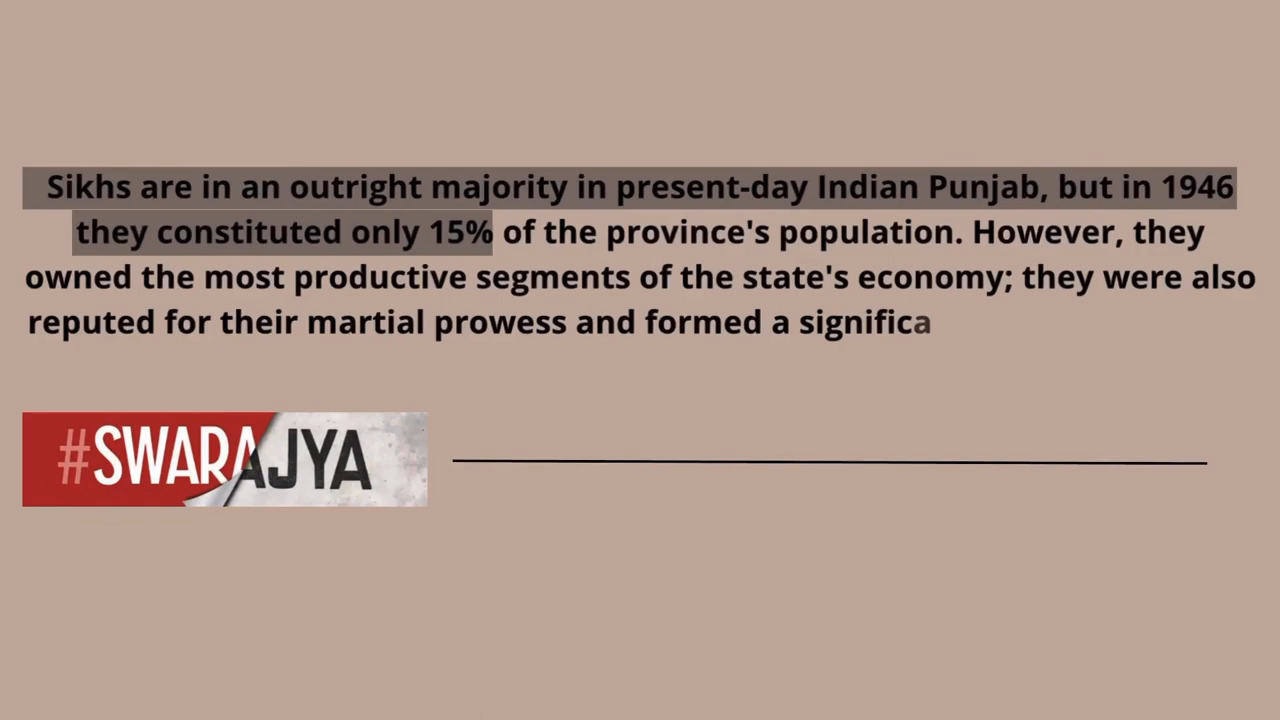 Sikhs are in an outright majority in present-day Indian Punjab, but in 1946
they constituted only 15% of the province's population. However, they
owned the most productive segments of the state's economy; they were also
reputed for their martial prowess and formed a significa
#SWARAJYA